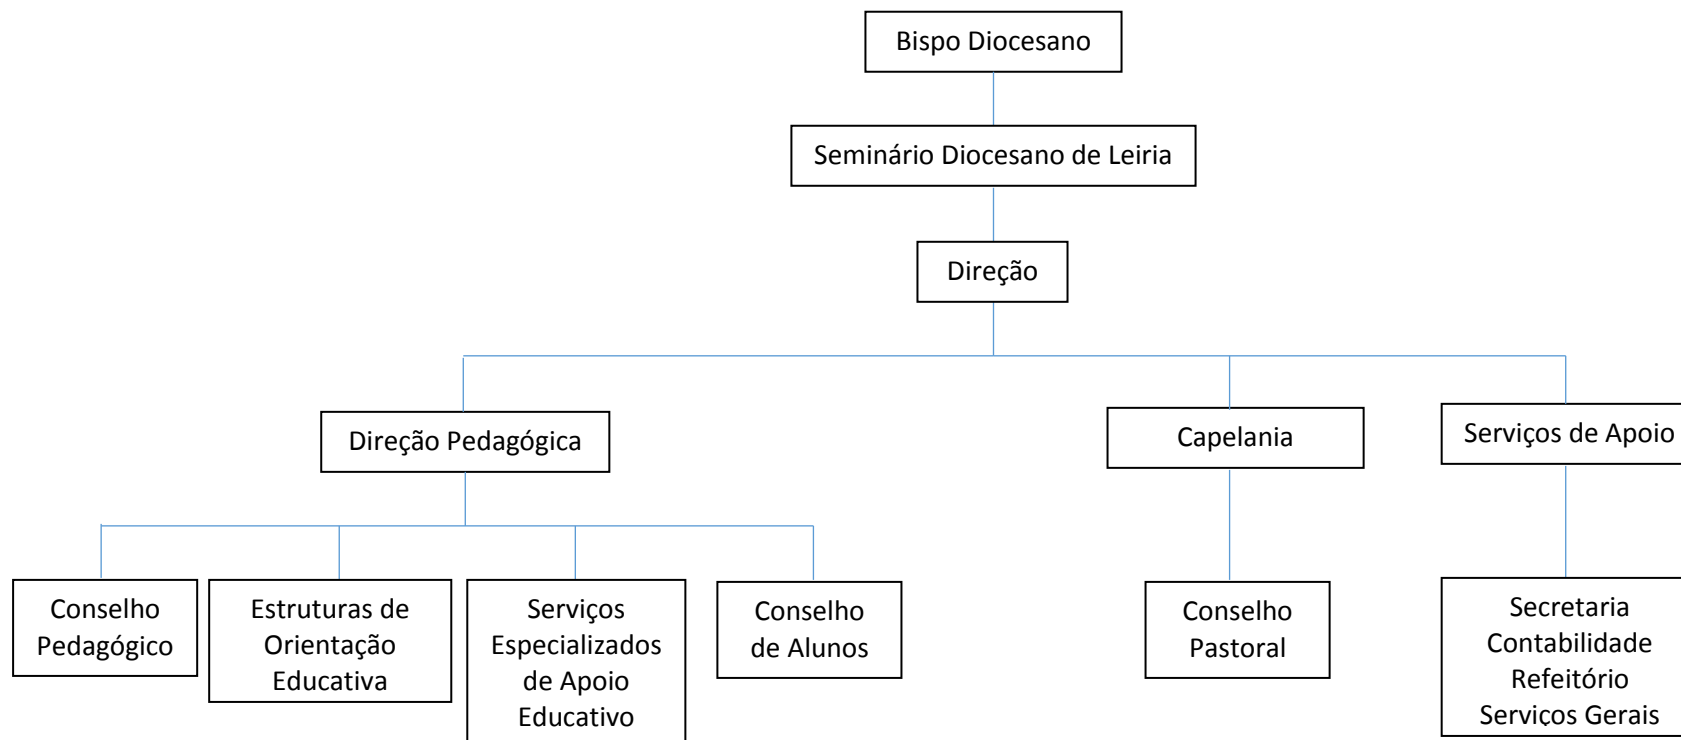 Bispo Diocesano
Seminário Diocesano de Leiria
Direção
Direção Pedagógica
Capelania
Serviços de Apoio
Conselho
Pedagógico
Estruturas de
Orientação
Educativa
Serviços
Especializados
de Apoio
Educativo
Conselho
de Alunos
Conselho
Pastoral
Secretaria
Contabilidade
Refeitório
Serviços Gerais